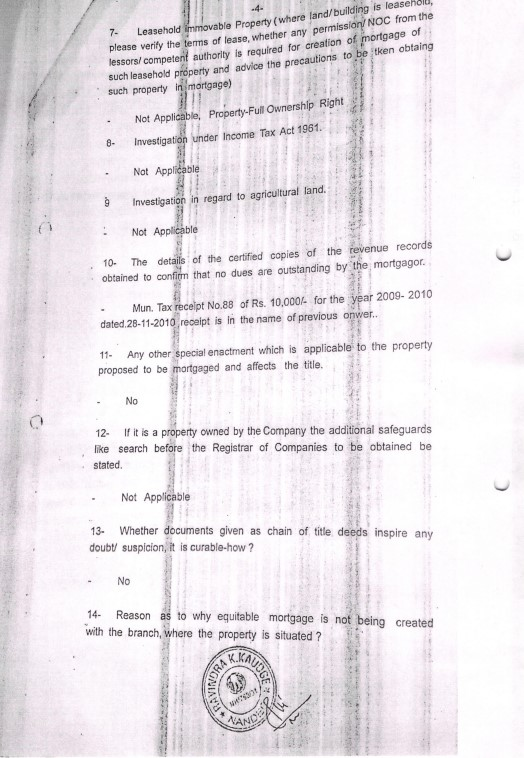 -4-
7- Leasehold immovable Property (where land/building is leasehold,
please verify the terms of lease, whether any permission/NOC from the
lessors/competent authority is required for creation of mortgage of
such leasehold property and advice the precautions to be tken obtaing
such property in mortgage)
- Not Applicable, Property-Full Ownership Right
8- Investigation under Income Tax Act 1961.
- Not Applicable
9 Investigation in regard to agricultural land.
- Not Applicable
10- The details of the certified copies of the revenue records
obtained to confirm that no dues are outstanding by the mortgagor.
- Mun. Tax receipt No.88 of Rs. 10,000/- for the year 2009- 2010
dated.28-11-2010 receipt is in the name of previous onwer..
11- Any other special enactment which is applicable to the property
proposed to be mortgaged and affects the title.
- No
12- If it is a property owned by the Company the additional safeguards
like search before the Registrar of Companies to be obtained be
stated.
- Not Applicable
13- Whether documents given as chain of title deeds inspire any
doubt/ suspicion, it is curable-how ?
- No
14- Reason as to why equitable mortgage is not being created
with the branch, where the property is situated ?
RAVINDRA K.KAUDGE